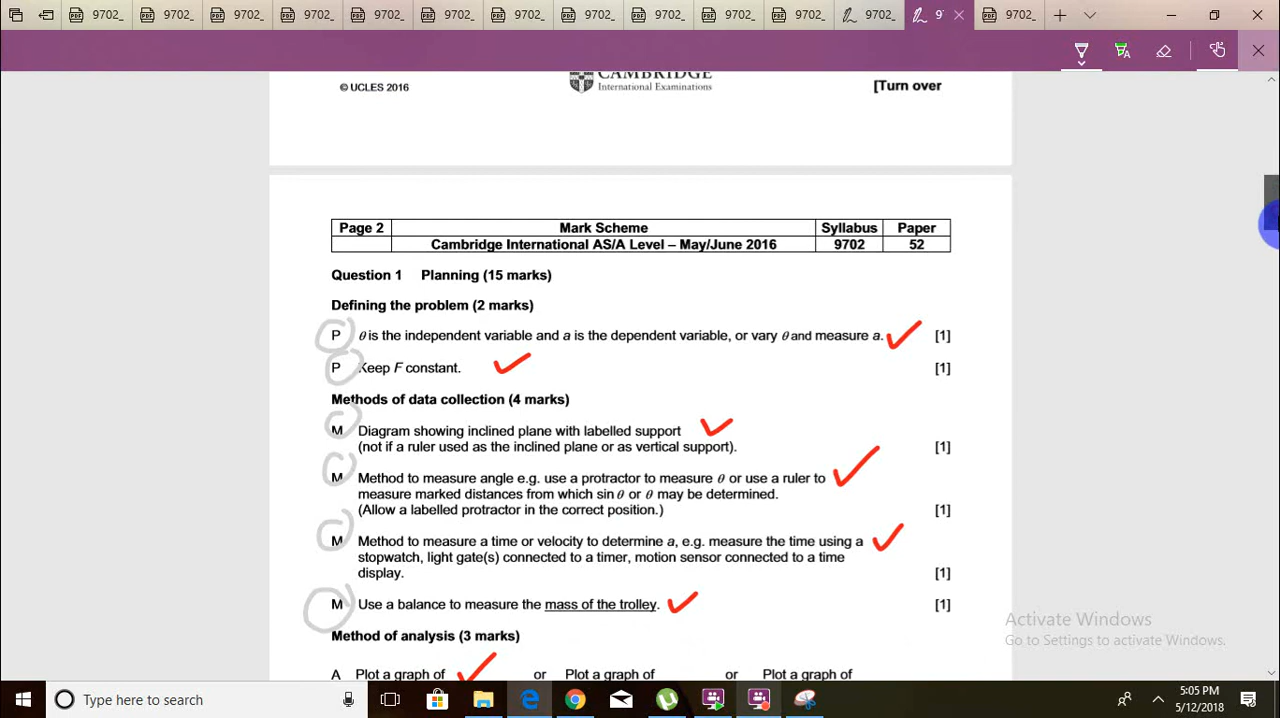 9702_
9702_
9702_
9702_
9702_
9702_
9702_
9702_
9702_
9702_
9702_
9
9702_
CAMBRIDGE
International Examinations
© UCLES 2016
[Turn over
Page 2 Mark Scheme Syllabus Paper
Cambridge International AS/A Level – May/June 2016 9702 52
Question 1 Planning (15 marks)
Defining the problem (2 marks)
P θ is the independent variable and a is the dependent variable, or vary θ and measure a. [1]
P Keep F constant. [1]
Methods of data collection (4 marks)
M Diagram showing inclined plane with labelled support
(not if a ruler used as the inclined plane or as vertical support). [1]
M Method to measure angle e.g. use a protractor to measure θ or use a ruler to
measure marked distances from which sin θ or θ may be determined.
(Allow a labelled protractor in the correct position.) [1]
M Method to measure a time or velocity to determine a, e.g. measure the time using a
stopwatch, light gate(s) connected to a timer, motion sensor connected to a time
display. [1]
M Use a balance to measure the mass of the trolley. [1]
Method of analysis (3 marks)
A Plot a graph of or Plot a graph of or Plot a graph of
Activate Windows
Go to Settings to activate Windows.
Type here to search
5:05 PM
5/12/2018